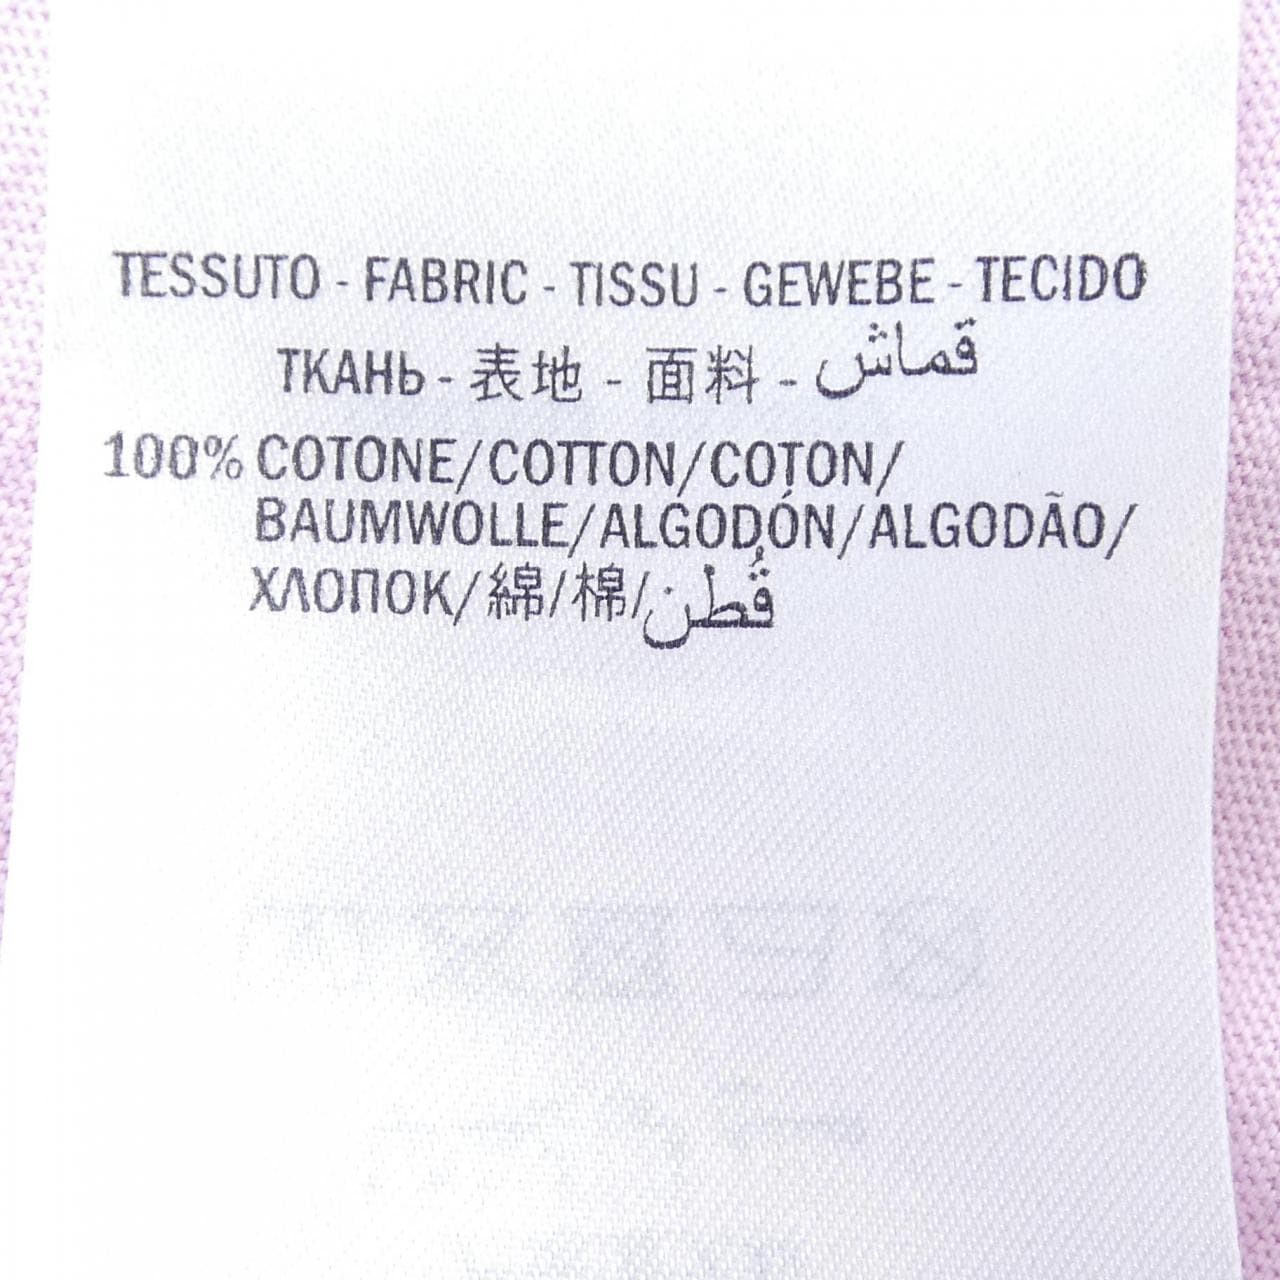 TESSUTO - FABRIC - TISSU - GEWEBE - TECIDO
ТКАНЬ - 表地 - 面料 - قماش
100% COTONE/COTTON/COTON/
BAUMWOLLE/ALGODÓN/ALGODÃO/
ХЛОПОК/綿/棉/قُطن